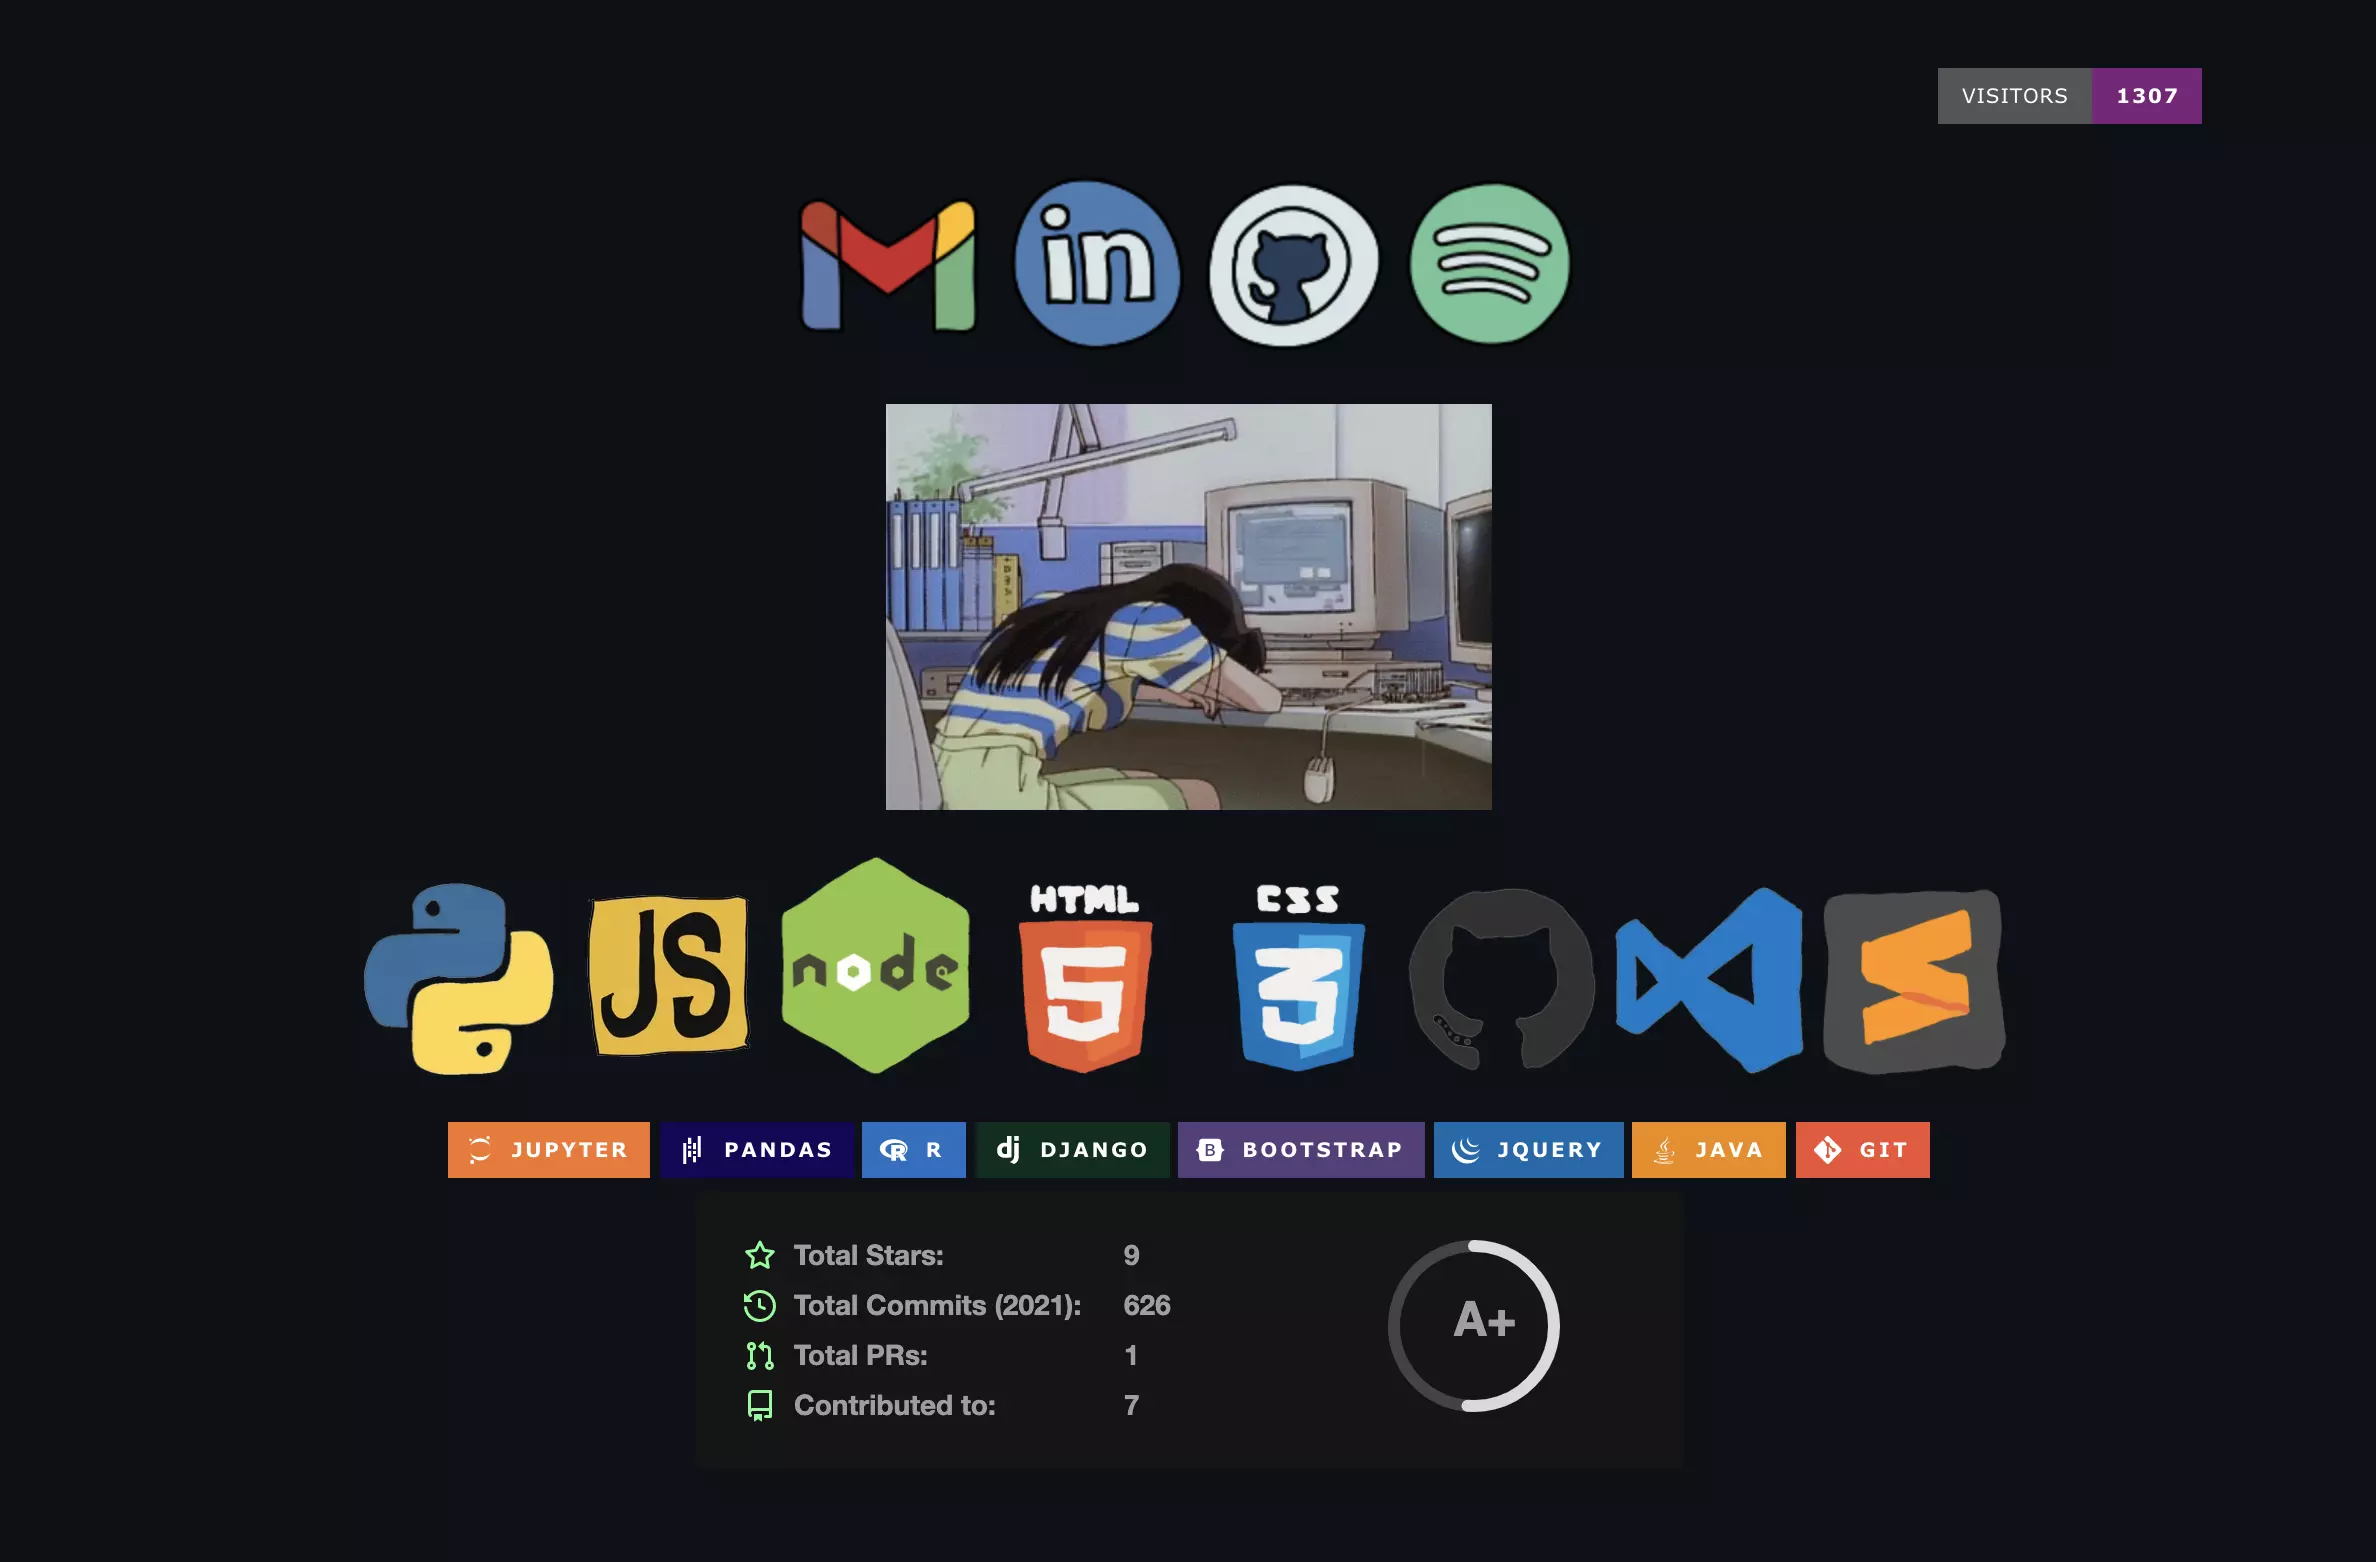 VISITORS 1307
in
HTML CSS
JS node 5 3
JUPYTER PANDAS R R dj DJANGO B BOOTSTRAP JQUERY JAVA GIT
Total Stars: 9
Total Commits (2021): 626
Total PRs: 1
Contributed to: 7
A+